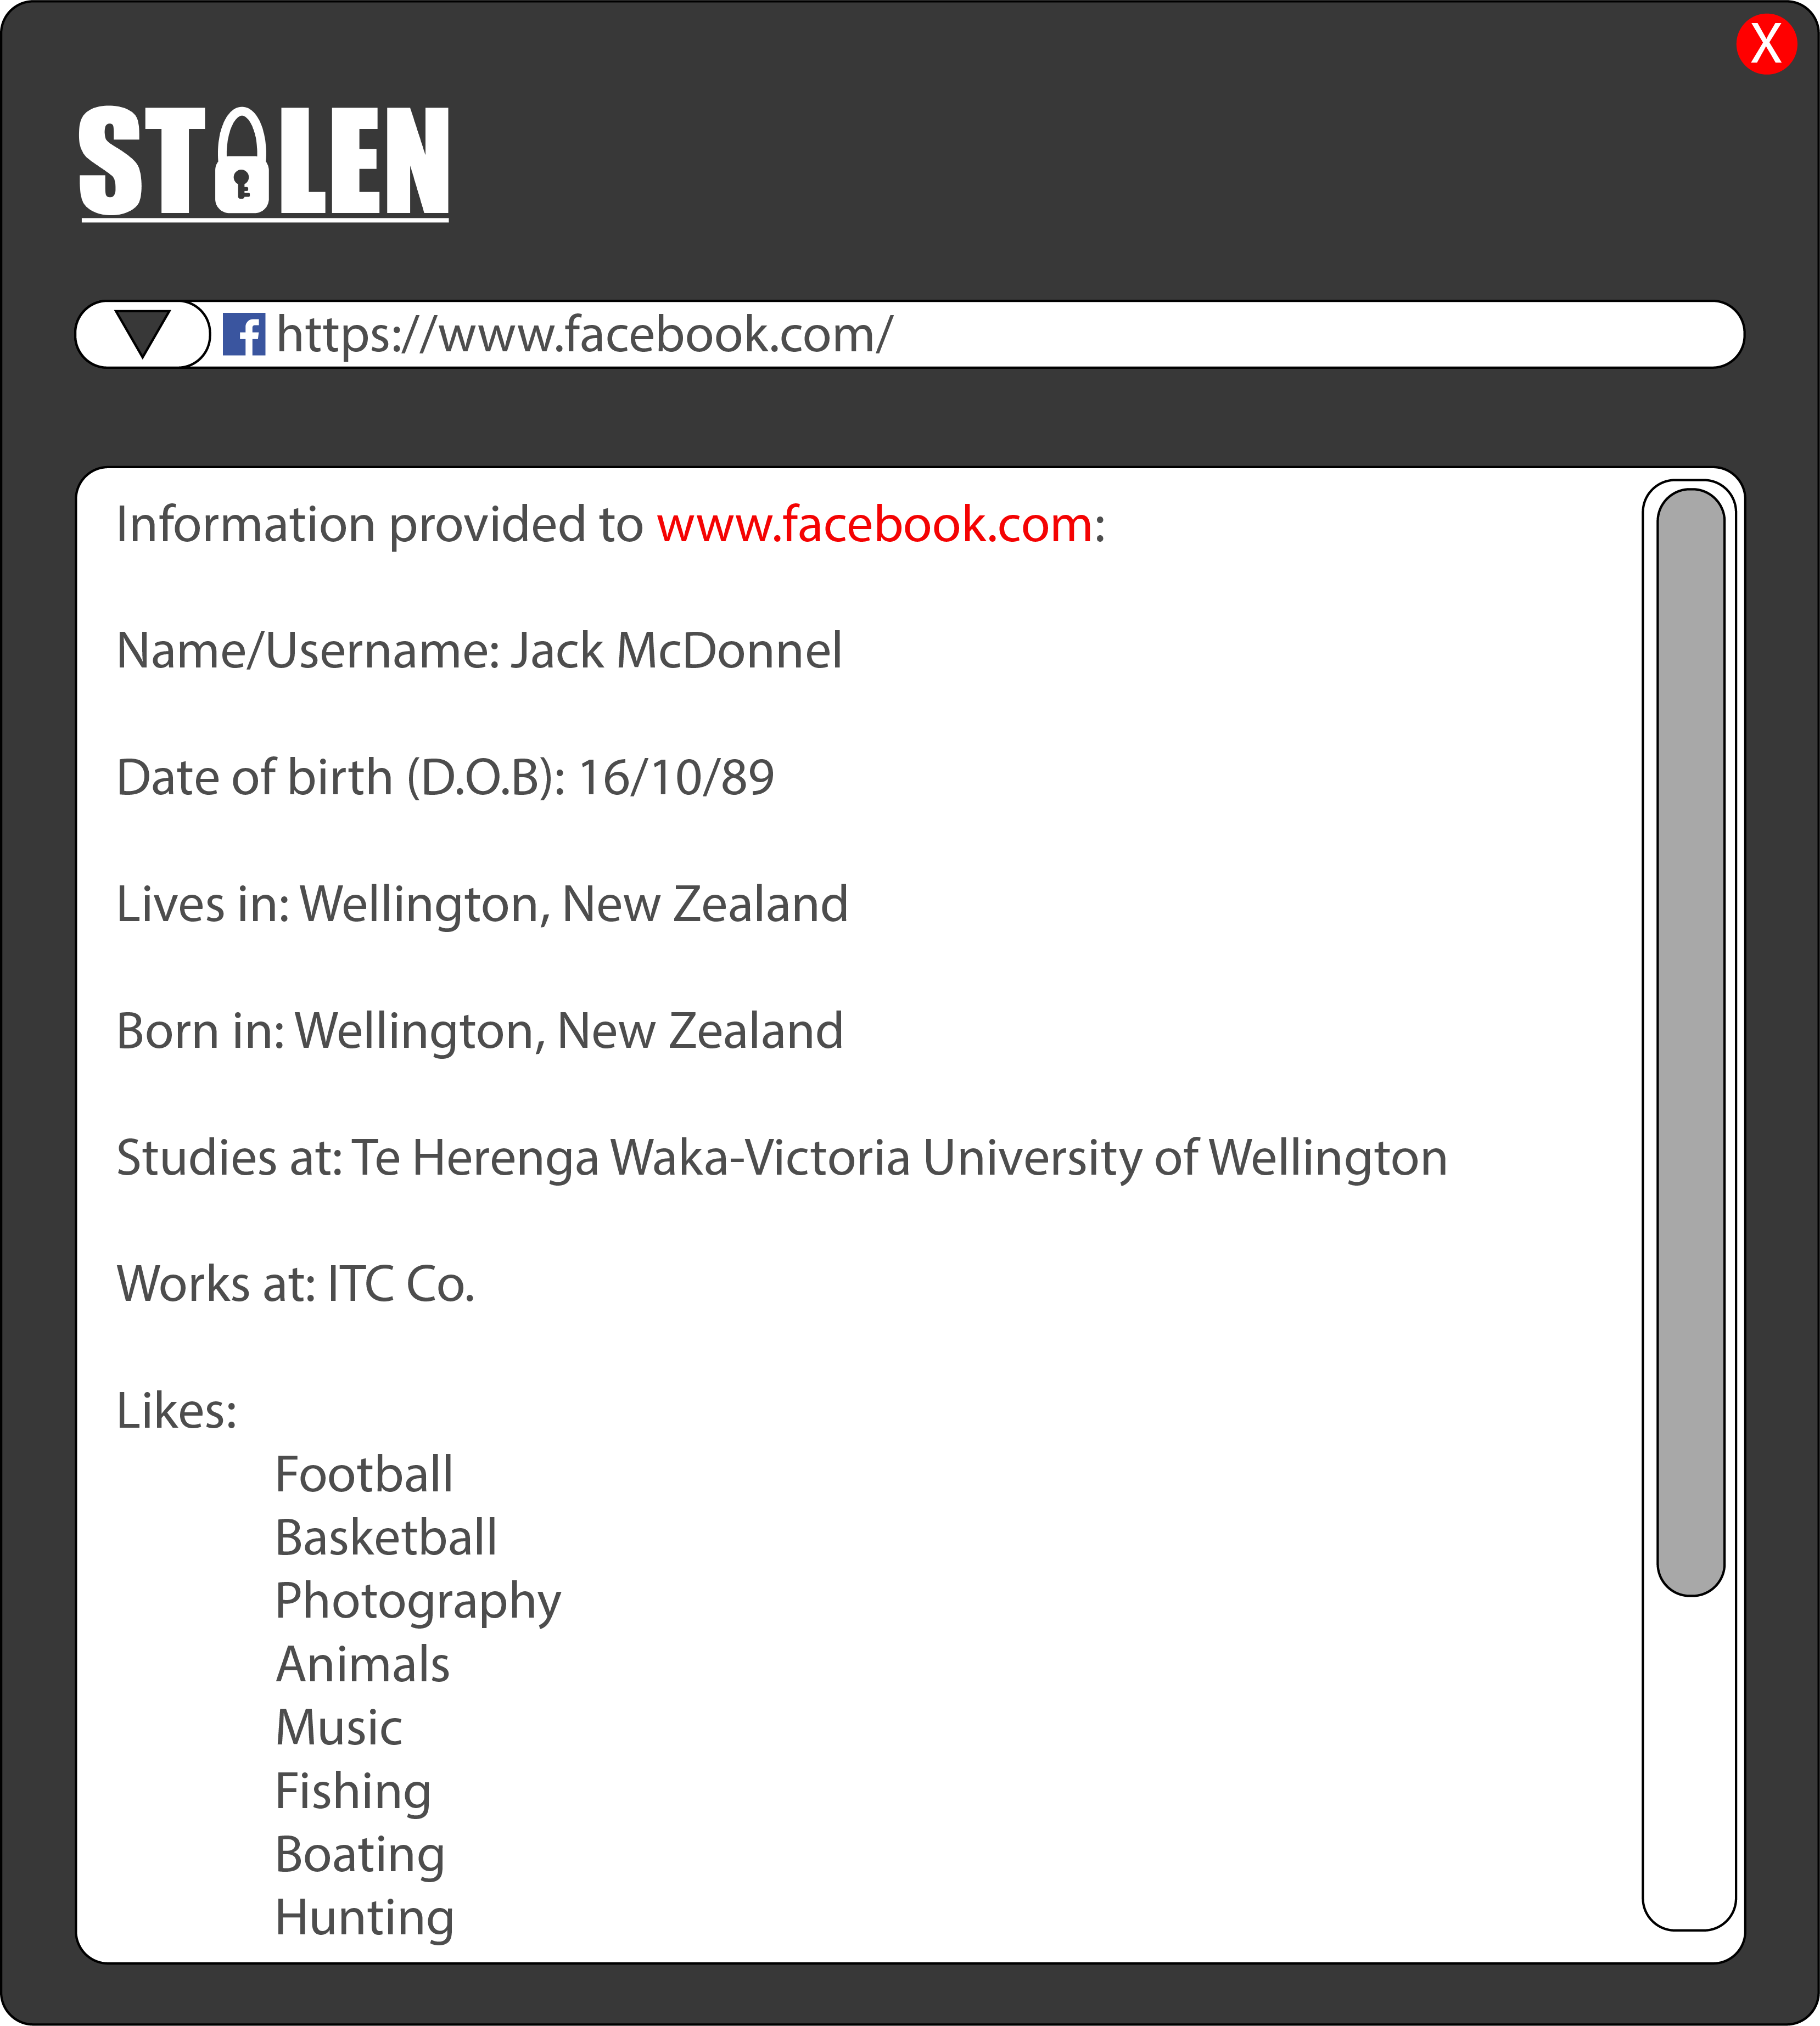 X
STOLEN
https://www.facebook.com/
Information provided to www.facebook.com:
Name/Username: Jack McDonnel
Date of birth (D.O.B): 16/10/89
Lives in: Wellington, New Zealand
Born in: Wellington, New Zealand
Studies at: Te Herenga Waka-Victoria University of Wellington
Works at: ITC Co.
Likes:
Football
Basketball
Photography
Animals
Music
Fishing
Boating
Hunting